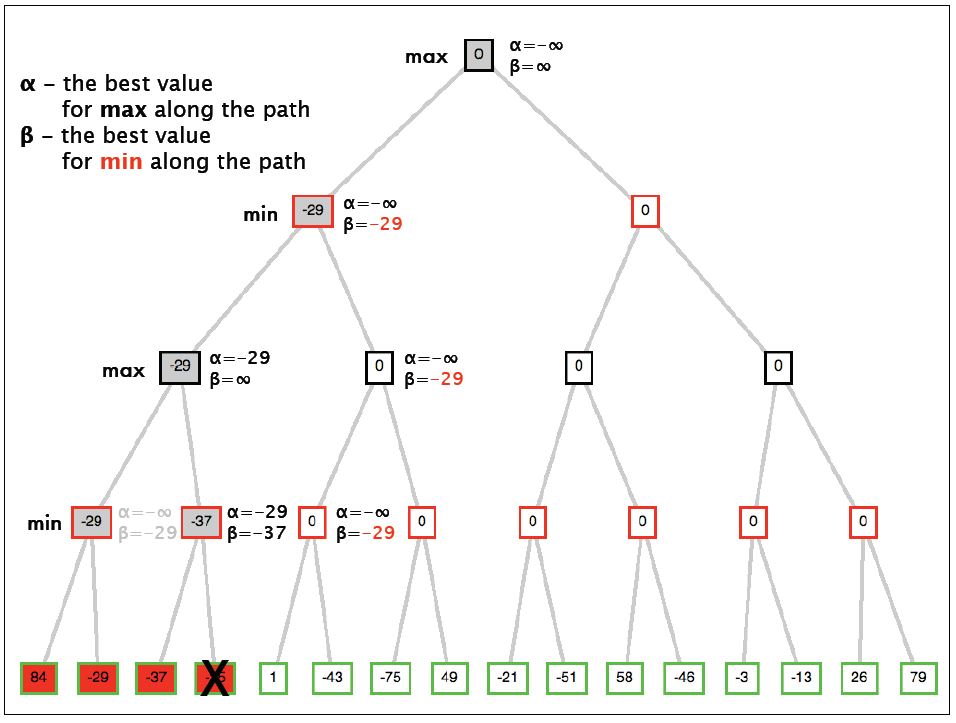 max
0
α=-∞
β=∞
α - the best value
for max along the path
β - the best value
for min along the path
min
-29
α=-∞
β=-29
0
max
-29
α=-29
β=∞
0
α=-∞
β=-29
0
0
min
-29
α=-∞
β=-29
-37
α=-29
β=-37
0
α=-∞
β=-29
0
0
0
0
0
84
-29
-37
X
1
-43
-75
49
-21
-51
58
-46
-3
-13
26
79